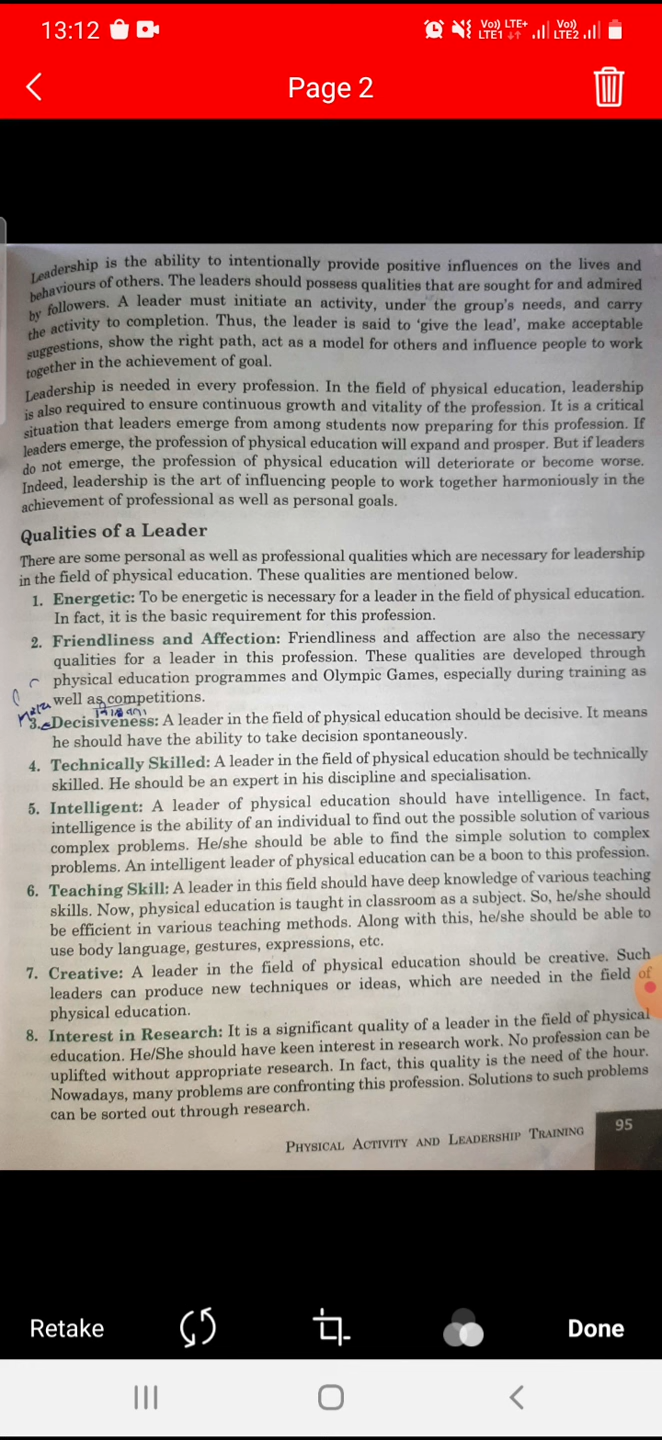 13:12
Vo)) LTE+
LTE1
Vo))
LTE2
Page 2
Leadership is the ability to intentionally provide positive influences on the lives and
behaviours of others. The leaders should possess qualities that are sought for and admired
by followers. A leader must initiate an activity, under the group's needs, and carry
the activity to completion. Thus, the leader is said to 'give the lead', make acceptable
suggestions, show the right path, act as a model for others and influence people to work
together in the achievement of goal.
Leadership is needed in every profession. In the field of physical education, leadership
is also required to ensure continuous growth and vitality of the profession. It is a critical
situation that leaders emerge from among students now preparing for this profession. If
leaders emerge, the profession of physical education will expand and prosper. But if leaders
do not emerge, the profession of physical education will deteriorate or become worse.
Indeed, leadership is the art of influencing people to work together harmoniously in the
achievement of professional as well as personal goals.
Qualities of a Leader
There are some personal as well as professional qualities which are necessary for leadership
in the field of physical education. These qualities are mentioned below.
1. Energetic: To be energetic is necessary for a leader in the field of physical education.
In fact, it is the basic requirement for this profession.
2. Friendliness and Affection: Friendliness and affection are also the necessary
qualities for a leader in this profession. These qualities are developed through
physical education programmes and Olympic Games, especially during training as
well as competitions.
3. Decisiveness: A leader in the field of physical education should be decisive. It means
he should have the ability to take decision spontaneously.
4. Technically Skilled: A leader in the field of physical education should be technically
skilled. He should be an expert in his discipline and specialisation.
5. Intelligent: A leader of physical education should have intelligence. In fact,
intelligence is the ability of an individual to find out the possible solution of various
complex problems. He/she should be able to find the simple solution to complex
problems. An intelligent leader of physical education can be a boon to this profession.
6. Teaching Skill: A leader in this field should have deep knowledge of various teaching
skills. Now, physical education is taught in classroom as a subject. So, he/she should
be efficient in various teaching methods. Along with this, he/she should be able to
use body language, gestures, expressions, etc.
7. Creative: A leader in the field of physical education should be creative. Such
leaders can produce new techniques or ideas, which are needed in the field of
physical education.
8. Interest in Research: It is a significant quality of a leader in the field of physical
education. He/She should have keen interest in research work. No profession can be
uplifted without appropriate research. In fact, this quality is the need of the hour.
Nowadays, many problems are confronting this profession. Solutions to such problems
can be sorted out through research.
PHYSICAL ACTIVITY AND LEADERSHIP TRAINING 95
Retake
Done